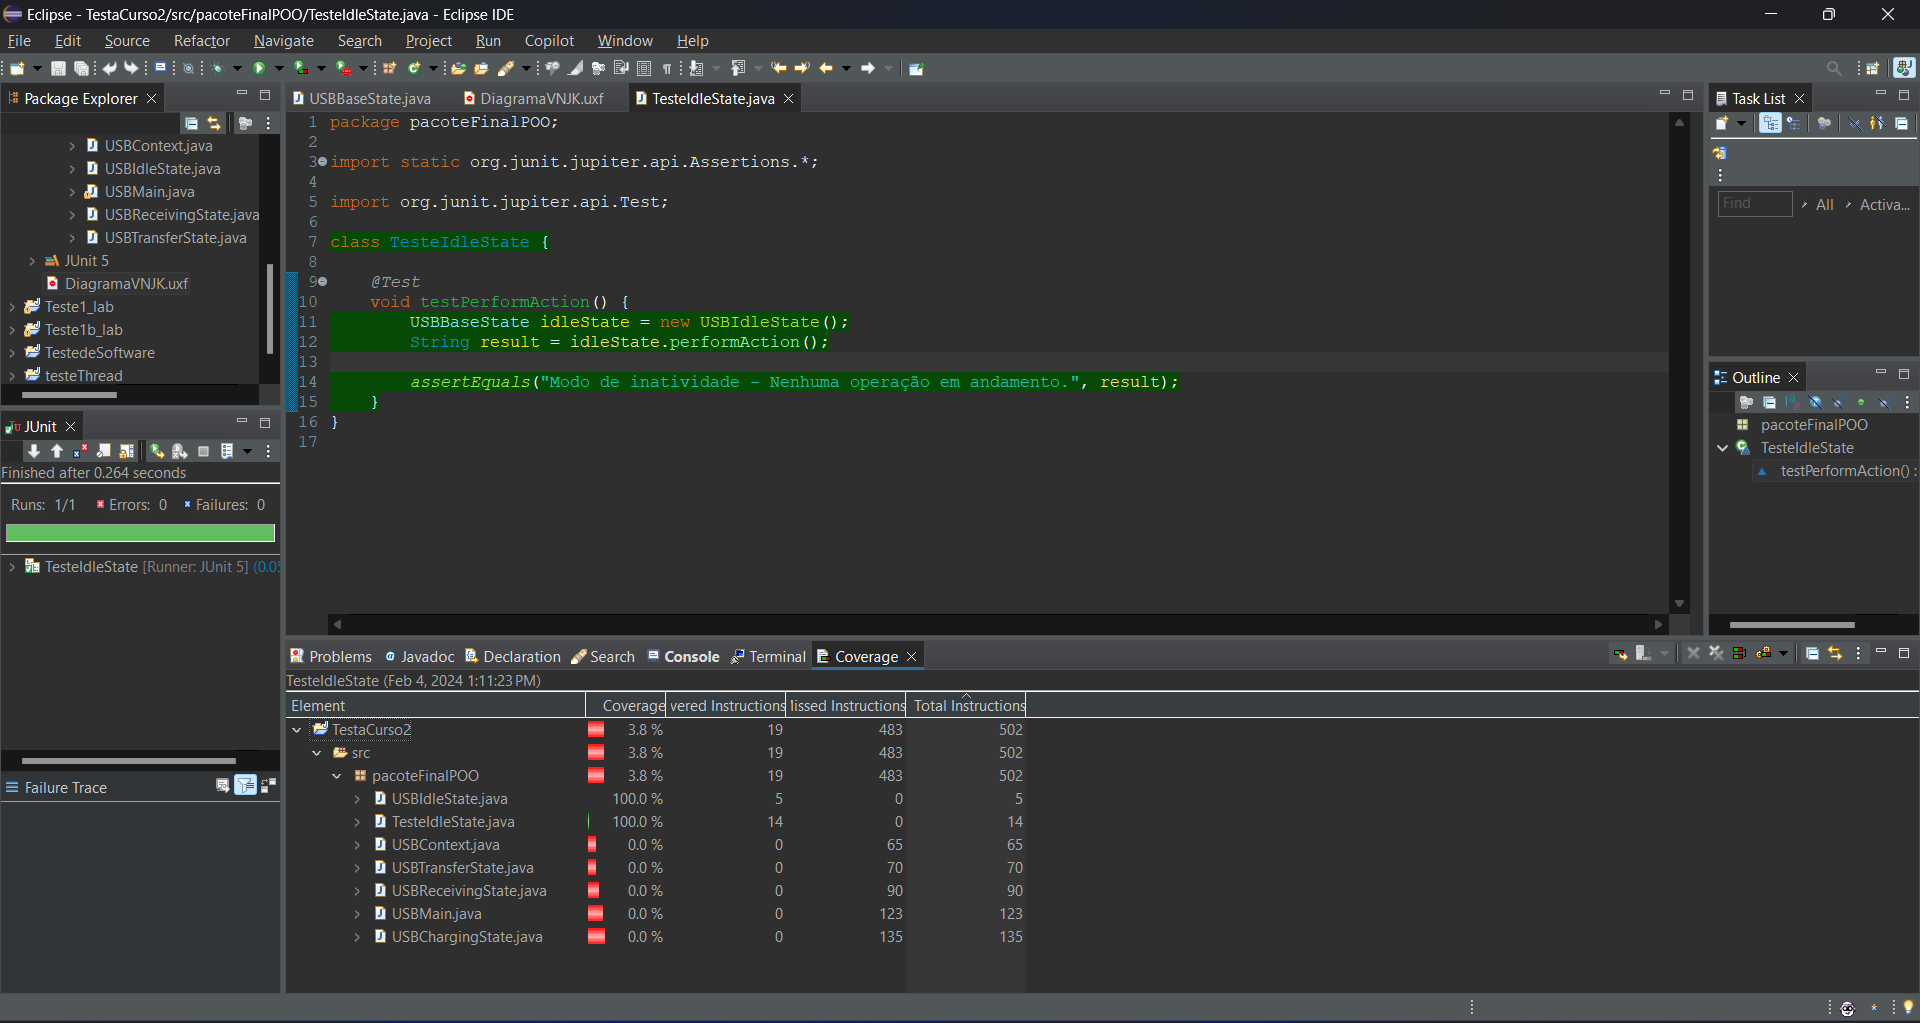 Eclipse - TestaCurso2/src/pacoteFinalPOO/TesteIdleState.java - Eclipse IDE
File Edit Source Refactor Navigate Search Project Run Copilot Window Help
Package Explorer
USBContext.java
USBIdleState.java
USBMain.java
USBReceivingState.java
USBTransferState.java
JUnit 5
DiagramaVNJK.uxf
Teste1_lab
Teste1b_lab
TestedeSoftware
testeThread
JUnit
Finished after 0.264 seconds
Runs: 1/1 Errors: 0 Failures: 0
TesteIdleState [Runner: JUnit 5] (0.05
Failure Trace
USBBaseState.java DiagramaVNJK.uxf TesteIdleState.java
1 package pacoteFinalPOO;
2
3 import static org.junit.jupiter.api.Assertions.*;
4
5 import org.junit.jupiter.api.Test;
6
7 class TesteIdleState {
8
9 @Test
10 void testPerformAction() {
11 USBBaseState idleState = new USBIdleState();
12 String result = idleState.performAction();
13
14 assertEquals("Modo de inatividade - Nenhuma operação em andamento.", result);
15 }
16 }
17
Problems Javadoc Declaration Search Console Terminal Coverage
TesteIdleState (Feb 4, 2024 1:11:23 PM)
Element Coverage vered Instructions lissed Instructions Total Instructions
TestaCurso2 3.8 % 19 483 502
src 3.8 % 19 483 502
pacoteFinalPOO 3.8 % 19 483 502
USBIdleState.java 100.0 % 5 0 5
TesteIdleState.java 100.0 % 14 0 14
USBContext.java 0.0 % 0 65 65
USBTransferState.java 0.0 % 0 70 70
USBReceivingState.java 0.0 % 0 90 90
USBMain.java 0.0 % 0 123 123
USBChargingState.java 0.0 % 0 135 135
Task List
Find All Activa...
Outline
pacoteFinalPOO
TesteIdleState
testPerformAction() :